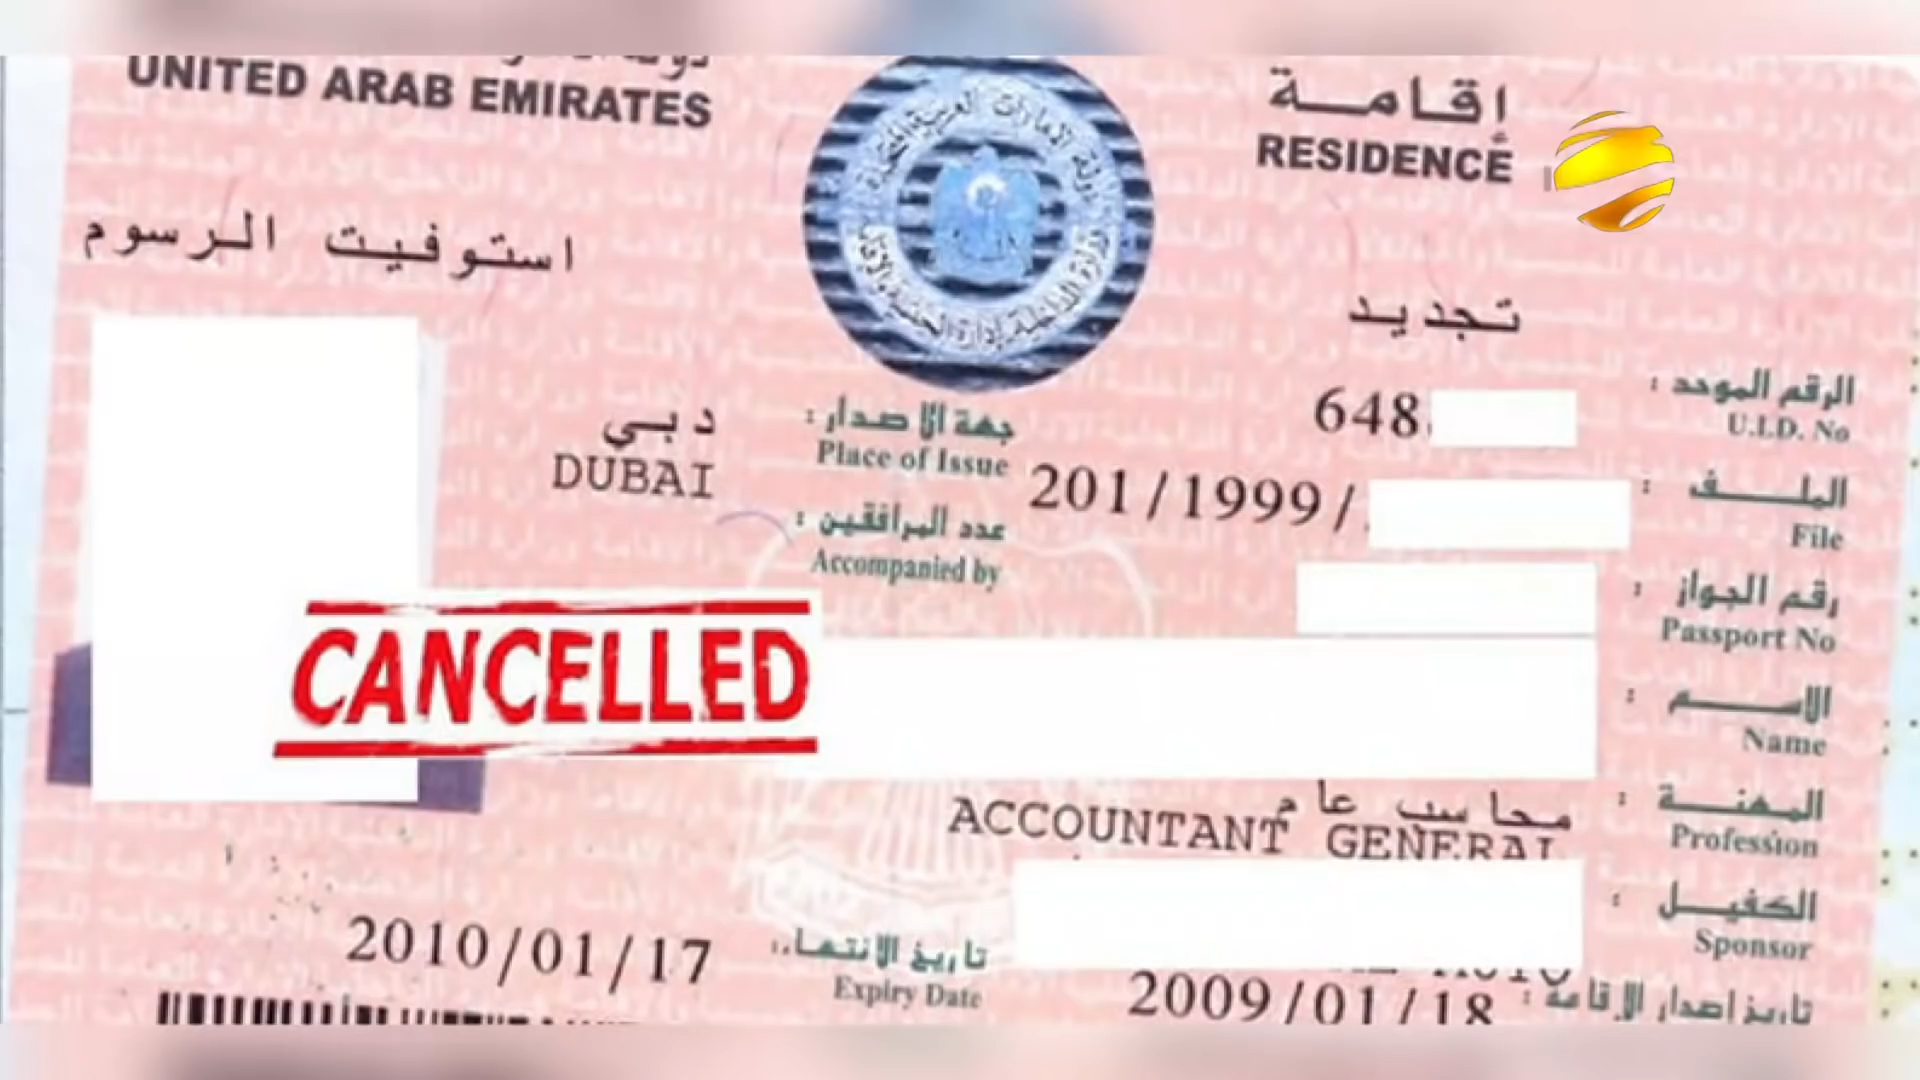 UNITED ARAB EMIRATES
إقامة
RESIDENCE
استوفيت الرسوم
تجديد
الرقم الموحد :
U.I.D. No
648
دبي
DUBAI
جهة الاصدار :
Place of Issue
الملف :
File
201/1999/
عدد المرافقين :
Accompanied by
رقم الجواز :
Passport No
الاسم :
Name
CANCELLED
المهنة :
Profession
محاسب عام
ACCOUNTANT GENERAL
الكفيل :
Sponsor
تاريخ الانتهاء :
Expiry Date
2010/01/17
تاريخ إصدار الإقامة :
2009/01/18